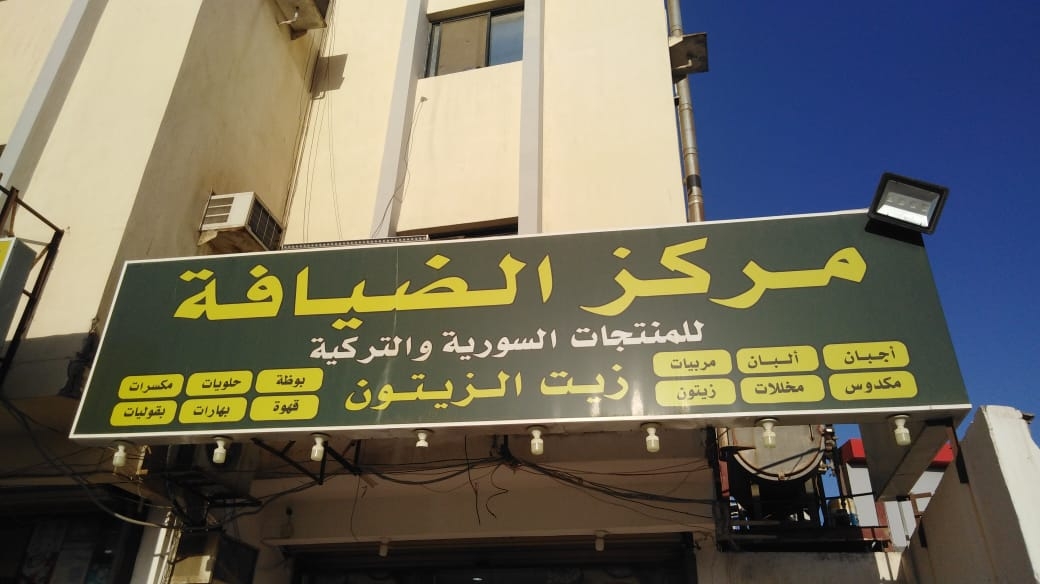 مركز الضيافة
للمنتجات السورية والتركية
زيت الزيتون
أجبان ألبان مربيات
مكدوس مخللات زيتون
بوظة حلويات مكسرات
قهوة بهارات بقوليات